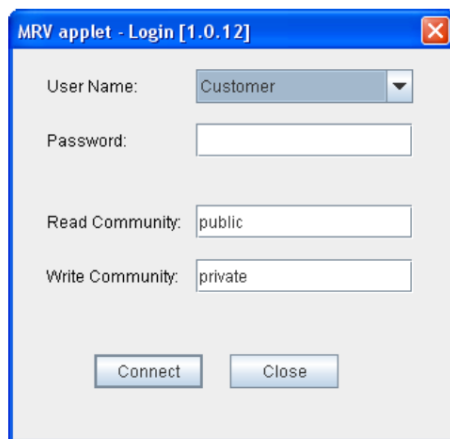 MRV applet - Login [1.0.12]
User Name: Customer
Password:
Read Community: public
Write Community: private
Connect Close